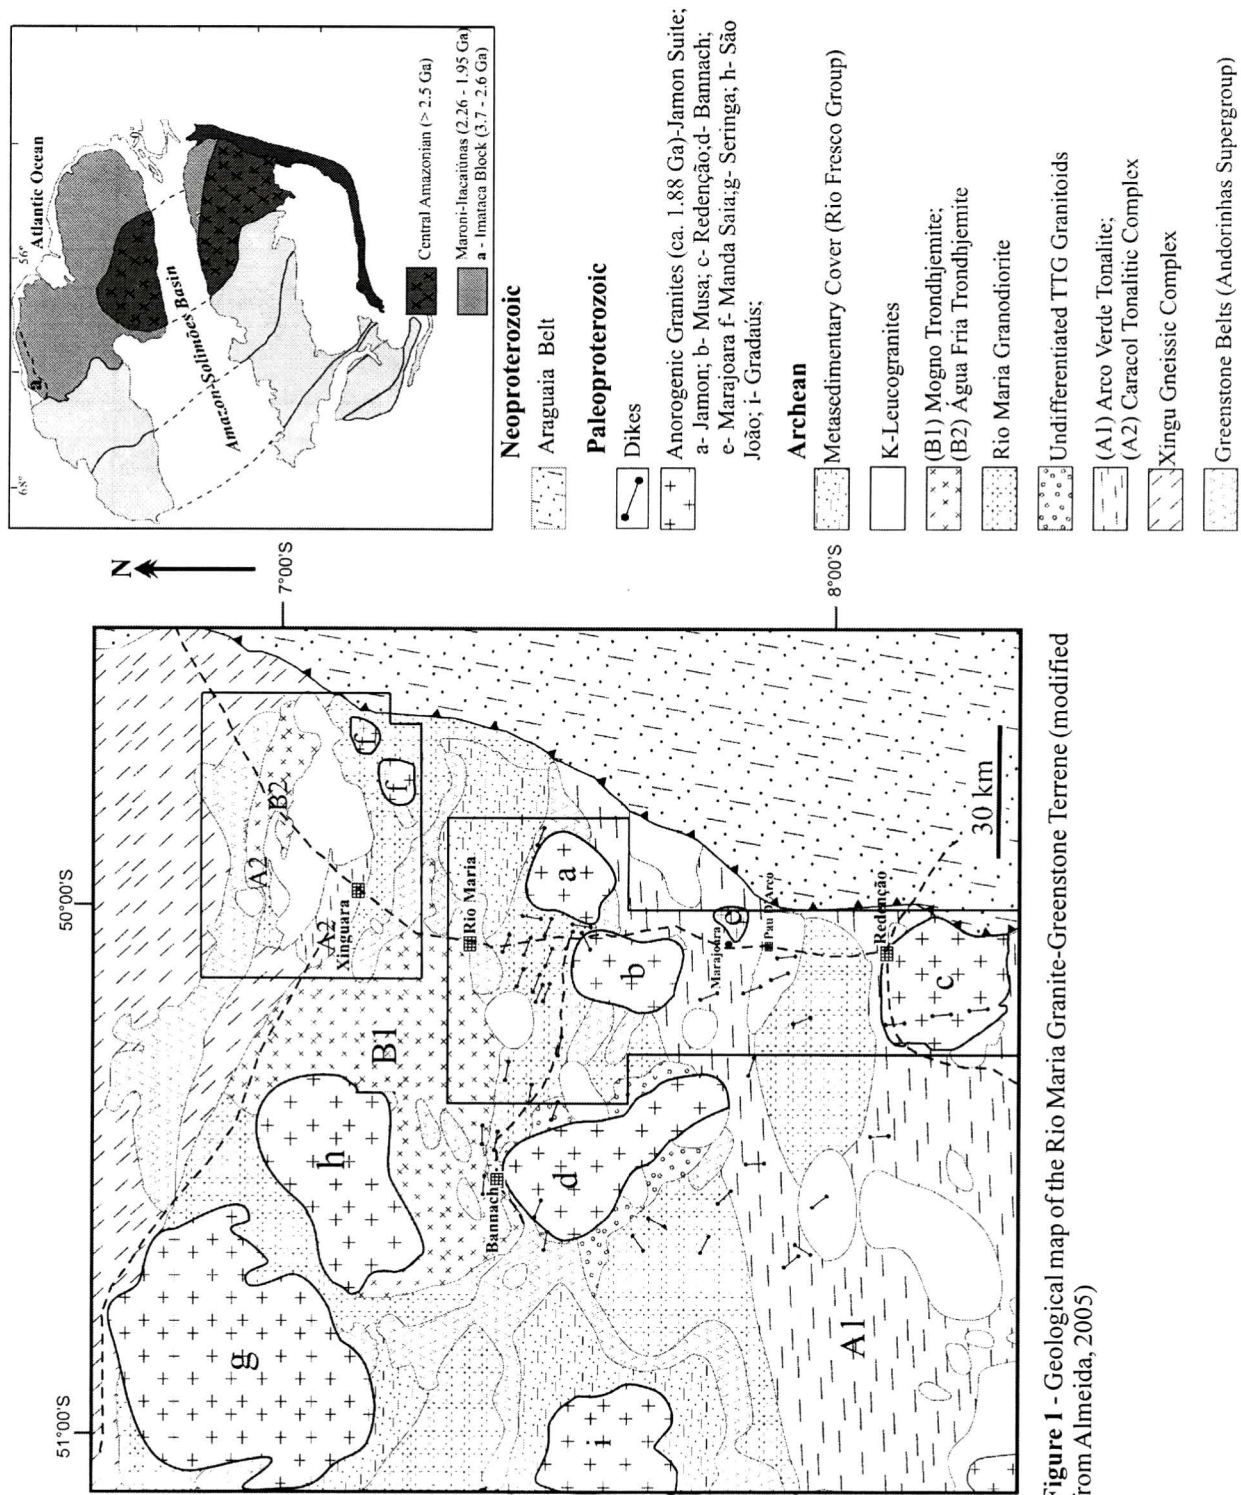 Atlantic Ocean
68°
56°
a
Amazon-Solimões Basin
Central Amazonian (> 2.5 Ga)
Maroni-Itacaiúnas (2.26 - 1.95 Ga)
a - Imataca Block (3.7 - 2.6 Ga)
51°00'S
50°00'S
N
7°00'S
8°00'S
g
h
B1
A2
A2
B2
Xinguara
f
f
Rio Maria
Bannach
a
b
d
i
Marajoara
Pau D'Arco
Redenção
c
A1
30 km
Neoproterozoic
Araguaia Belt
Paleoproterozoic
Dikes
Anorogenic Granites (ca. 1.88 Ga)-Jamon Suite;
a- Jamon; b- Musa; c- Redenção;d- Bannach;
e- Marajoara f- Manda Saia;g- Seringa; h- São
João; i- Gradaús;
Archean
Metasedimentary Cover (Rio Fresco Group)
K-Leucogranites
(B1) Mogno Trondhjemite;
(B2) Água Fria Trondhjemite
Rio Maria Granodiorite
Undifferentiated TTG Granitoids
(A1) Arco Verde Tonalite;
(A2) Caracol Tonalitic Complex
Xingu Gneissic Complex
Greenstone Belts (Andorinhas Supergroup)
Figure 1 - Geological map of the Rio Maria Granite-Greenstone Terrene (modified
from Almeida, 2005)